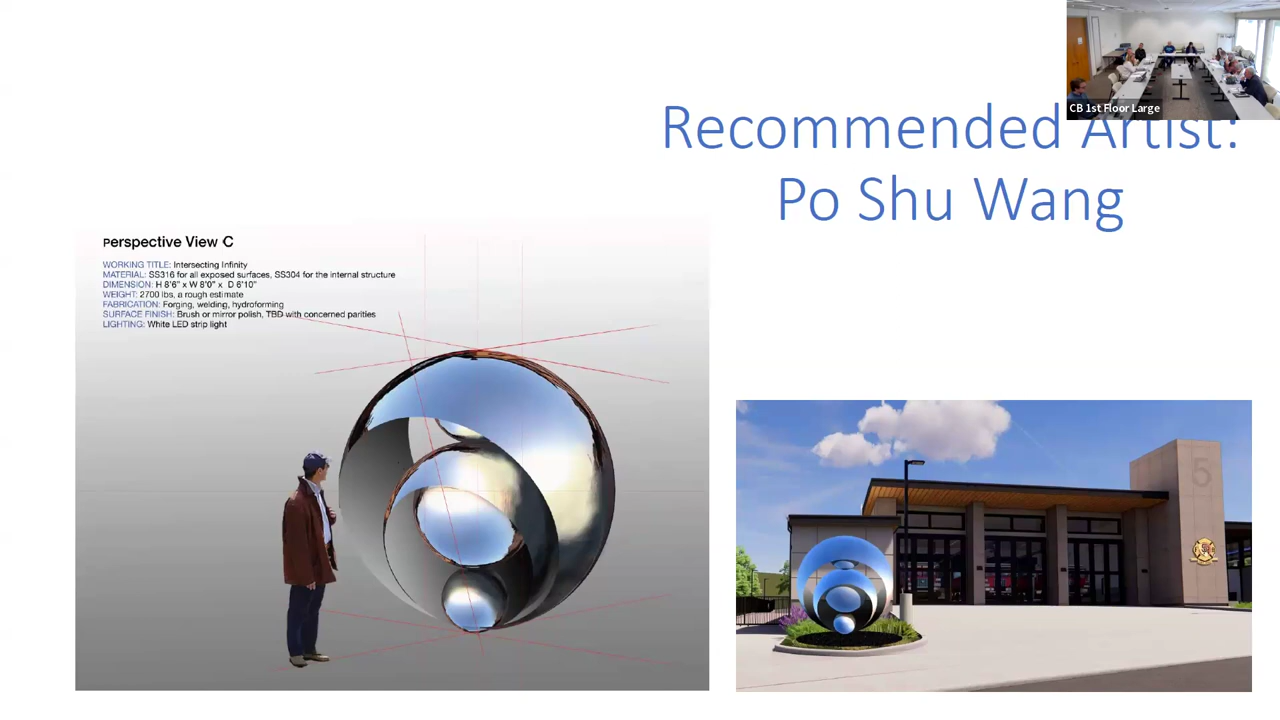 CB 1st Floor Large
Recommended Artist:
Po Shu Wang
Perspective View C
WORKING TITLE: Intersecting Infinity
MATERIAL: SS316 for all exposed surfaces, SS304 for the internal structure
DIMENSION: H 8'6" x W 8'0" x D 6'10"
WEIGHT: 2700 lbs, a rough estimate
FABRICATION: Forging, welding, hydroforming
SURFACE FINISH: Brush or mirror polish, TBD with concerned parities
LIGHTING: White LED strip light
5